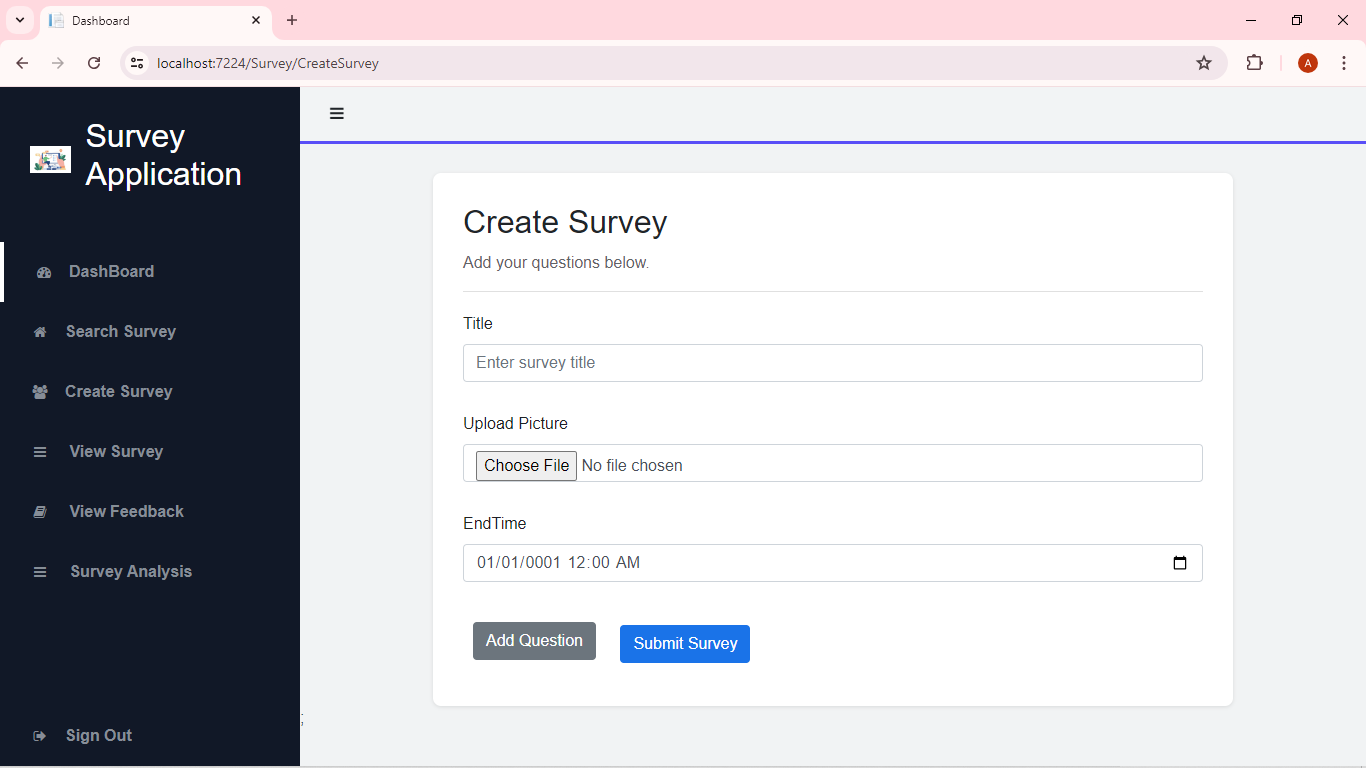 Dashboard
localhost:7224/Survey/CreateSurvey
A
Survey
Application
DashBoard
Search Survey
Create Survey
View Survey
View Feedback
Survey Analysis
Sign Out
Create Survey
Add your questions below.
Title
Enter survey title
Upload Picture
Choose File No file chosen
EndTime
01/01/0001 12:00 AM
Add Question Submit Survey
;